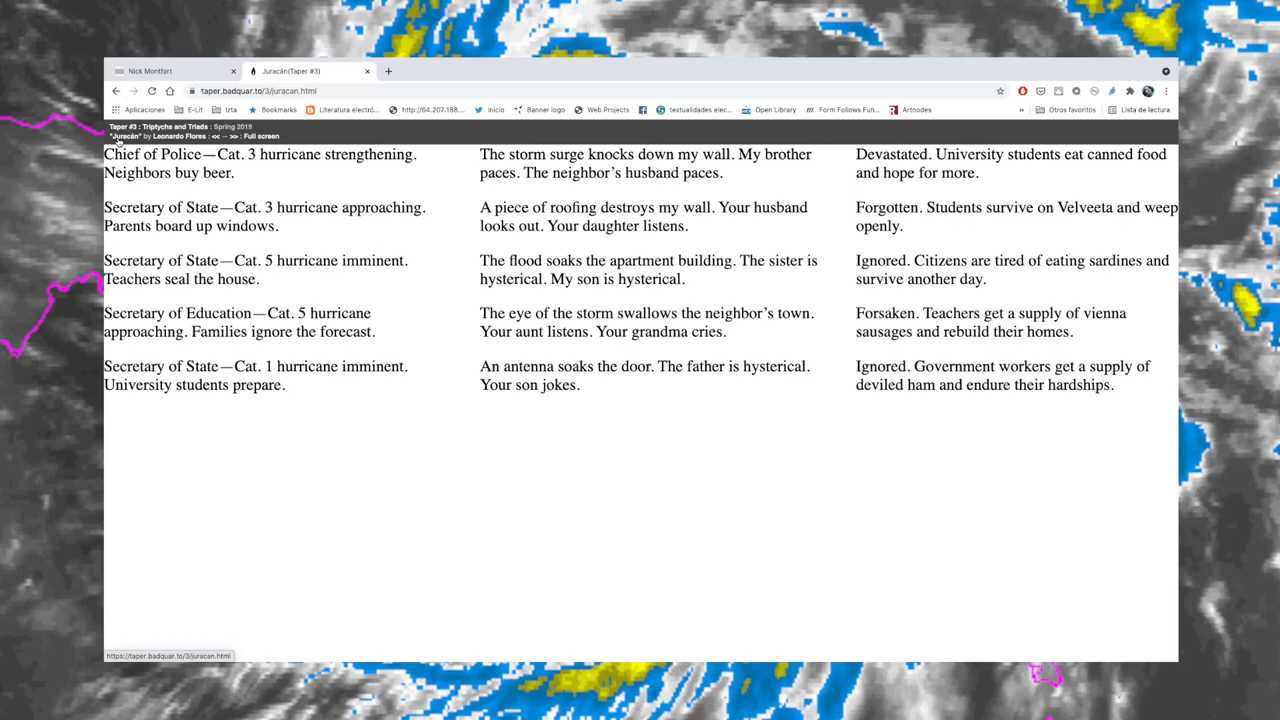 Nick Montfort
Juracán(Taper #3)
taper.badquar.to/3/juracan.html
Aplicaciones E-Lit Izta Bookmarks Literatura electró... http://64.207.188.... Inicio Banner logo Web Projects textualidades elec... Open Library Form Follows Fun... Artnades » Otros favoritos Lista de lectura
Taper #3 : Triptychs and Triads : Spring 2019
"Juracán" by Leonardo Flores : << — >> : Full screen
Chief of Police—Cat. 3 hurricane strengthening.
Neighbors buy beer.
Secretary of State—Cat. 3 hurricane approaching.
Parents board up windows.
Secretary of State—Cat. 5 hurricane imminent.
Teachers seal the house.
Secretary of Education—Cat. 5 hurricane
approaching. Families ignore the forecast.
Secretary of State—Cat. 1 hurricane imminent.
University students prepare.
The storm surge knocks down my wall. My brother
paces. The neighbor's husband paces.
A piece of roofing destroys my wall. Your husband
looks out. Your daughter listens.
The flood soaks the apartment building. The sister is
hysterical. My son is hysterical.
The eye of the storm swallows the neighbor's town.
Your aunt listens. Your grandma cries.
An antenna soaks the door. The father is hysterical.
Your son jokes.
Devastated. University students eat canned food
and hope for more.
Forgotten. Students survive on Velveeta and weep
openly.
Ignored. Citizens are tired of eating sardines and
survive another day.
Forsaken. Teachers get a supply of vienna
sausages and rebuild their homes.
Ignored. Government workers get a supply of
deviled ham and endure their hardships.
https://taper.badquar.to/3/juracan.html